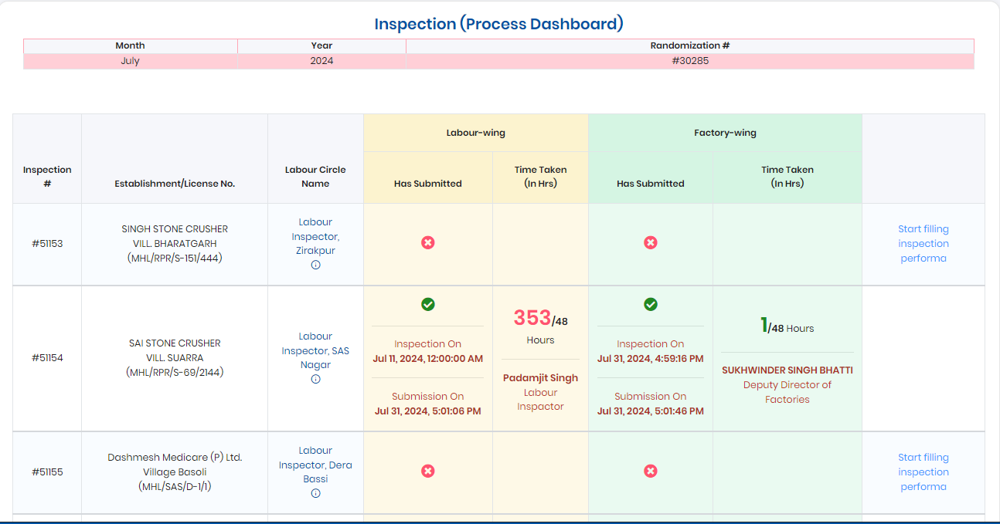 Inspection (Process Dashboard)
Month Year Randomization #
July 2024 #30285
Labour-wing Factory-wing
Inspection
#
Establishment/License No.
Labour Circle
Name
Has Submitted
Time Taken
(In Hrs)
Has Submitted
Time Taken
(In Hrs)
#51153
SINGH STONE CRUSHER
VILL. BHARATGARH
(MHL/RPR/S-151/444)
Labour
Inspector,
Zirakpur
Start filling
inspection
performa
#51154
SAI STONE CRUSHER
VILL. SUARRA
(MHL/RPR/S-69/2144)
Labour
Inspector, SAS
Nagar
Inspection On
Jul 11, 2024, 12:00:00 AM
Submission On
Jul 31, 2024, 5:01:06 PM
353/48
Hours
Padamjit Singh
Labour
Inspactor
Inspection On
Jul 31, 2024, 4:59:16 PM
Submission On
Jul 31, 2024, 5:01:46 PM
1/48 Hours
SUKHWINDER SINGH BHATTI
Deputy Director of
Factories
#51155
Dashmesh Medicare (P) Ltd.
Village Basoli
(MHL/SAS/D-1/1)
Labour
Inspector, Dera
Bassi
Start filling
inspection
performa